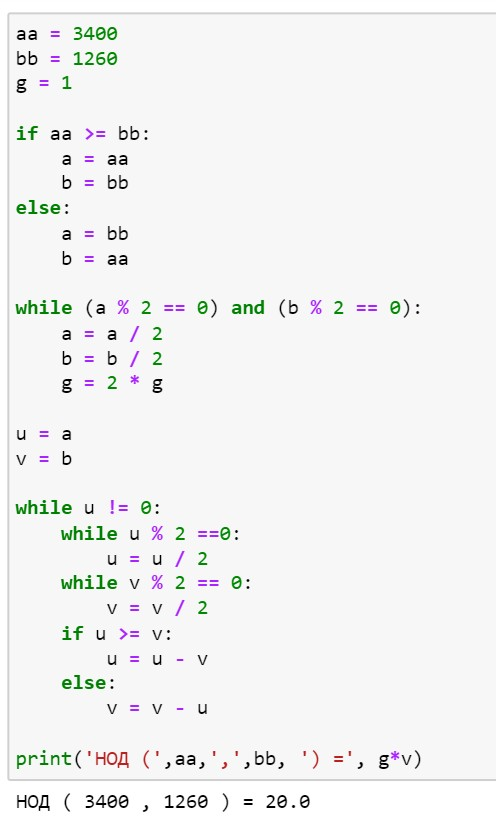 aa = 3400
bb = 1260
g = 1

if aa >= bb:
    a = aa
    b = bb
else:
    a = bb
    b = aa

while (a % 2 == 0) and (b % 2 == 0):
    a = a / 2
    b = b / 2
    g = 2 * g

u = a
v = b

while u != 0:
    while u % 2 ==0:
        u = u / 2
    while v % 2 == 0:
        v = v / 2
    if u >= v:
        u = u - v
    else:
        v = v - u

print('НОД (',aa,',',bb, ') =', g*v)
НОД ( 3400 , 1260 ) = 20.0